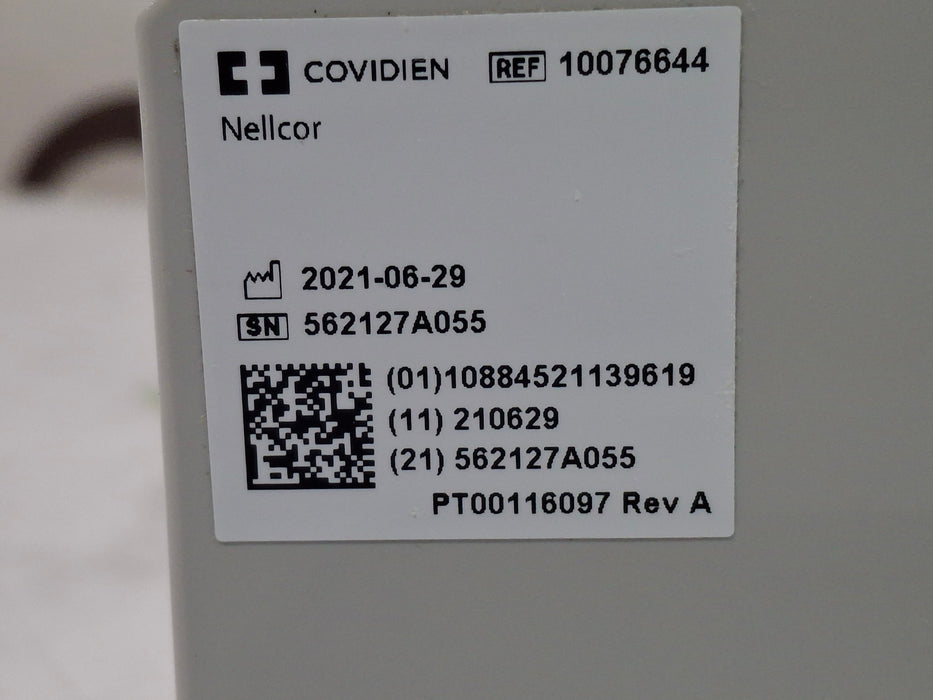 COVIDIEN REF 10076644
Nellcor
2021-06-29
SN 562127A055
(01)10884521139619
(11) 210629
(21) 562127A055
PT00116097 Rev A